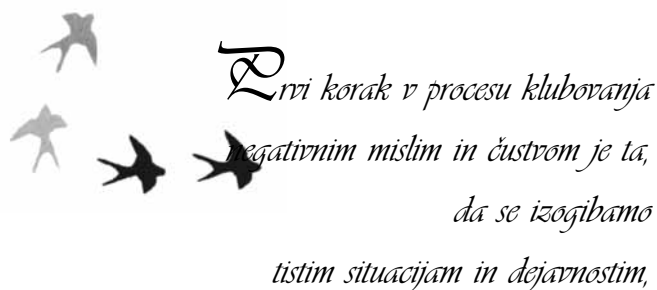 Prvi korak v procesu klubovanja
negativnim mislim in čustvom je ta,
da se izogibamo
tistim situacijam in dejavnostim,